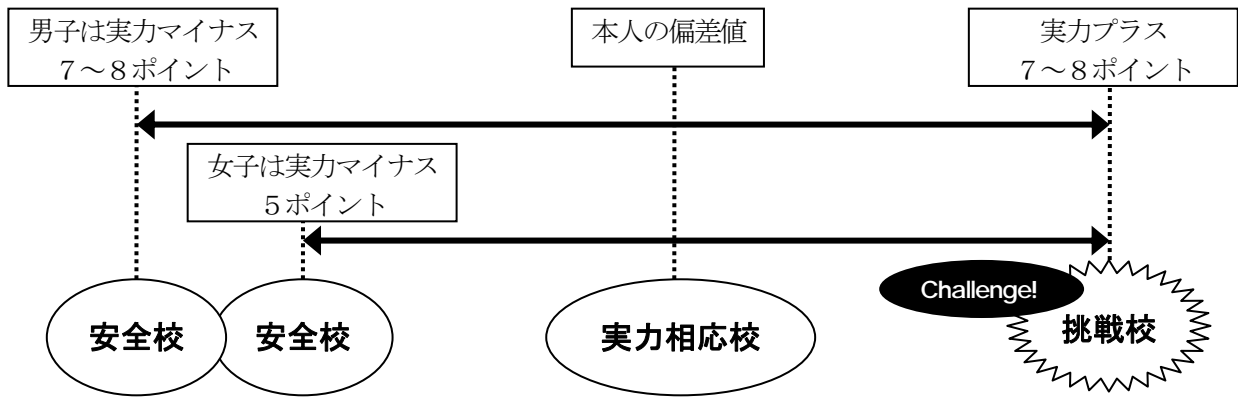 男子は実力マイナス
７～８ポイント
本人の偏差値
実力プラス
７～８ポイント
女子は実力マイナス
５ポイント
Challenge!
安全校
安全校
実力相応校
挑戦校